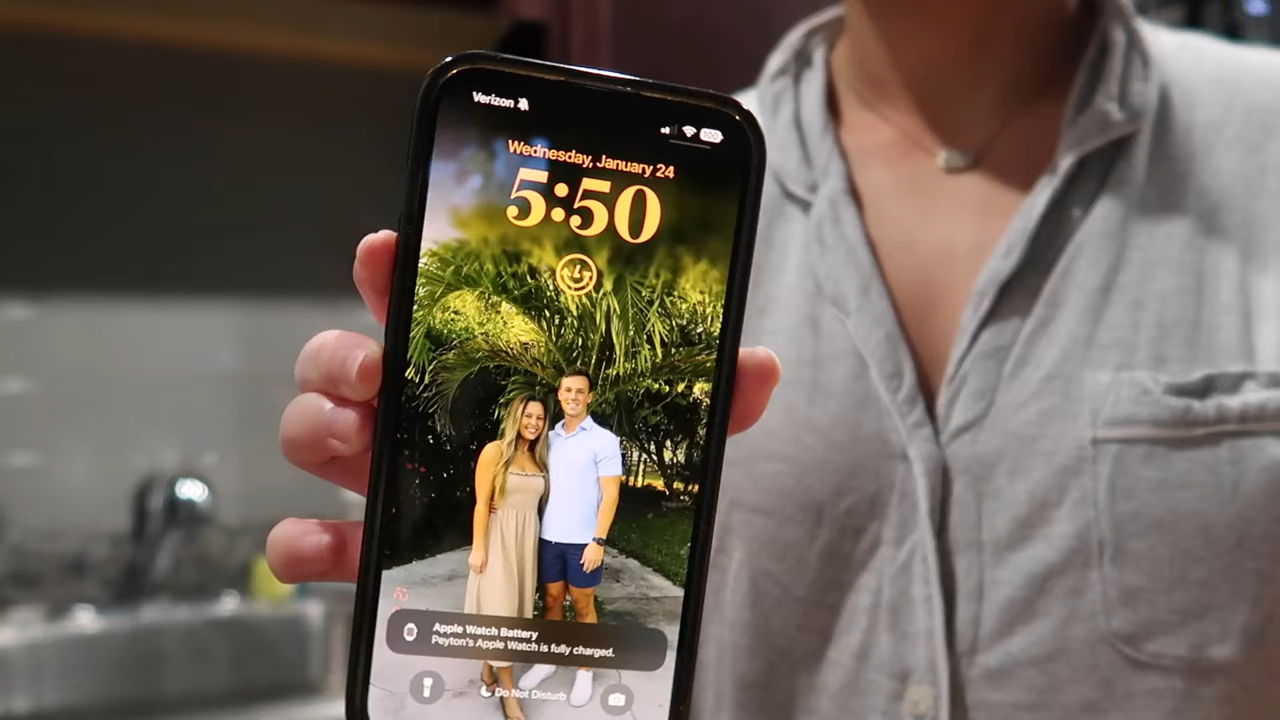 Verizon
100
Wednesday, January 24
5:50
Apple Watch Battery
Peyton's Apple Watch is fully charged.
Do Not Disturb